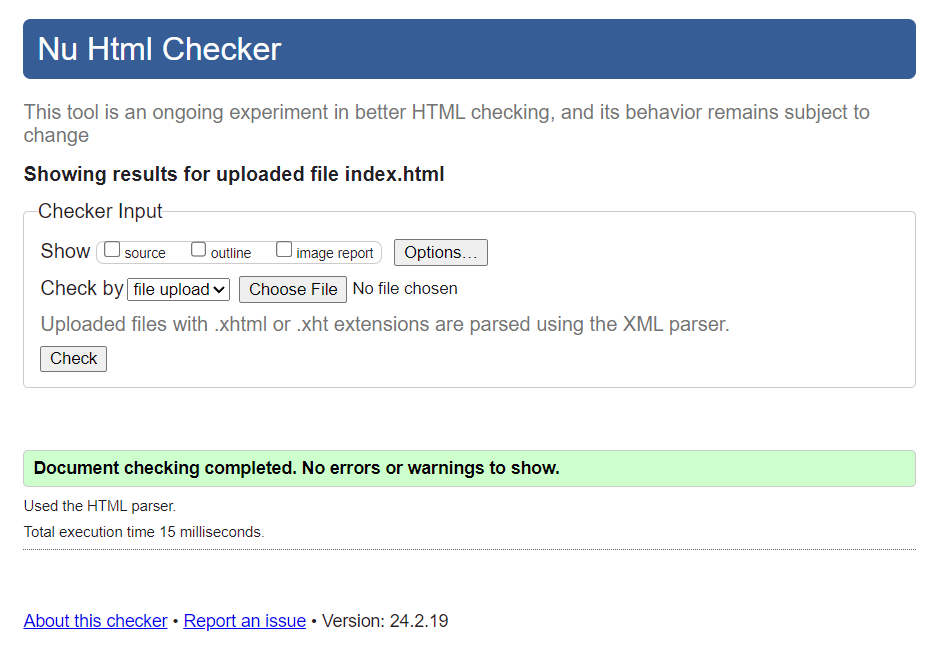 Nu Html Checker
This tool is an ongoing experiment in better HTML checking, and its behavior remains subject to
change
Showing results for uploaded file index.html
Checker Input
Show source outline image report Options...
Check by file upload Choose File No file chosen
Uploaded files with .xhtml or .xht extensions are parsed using the XML parser.
Check
Document checking completed. No errors or warnings to show.
Used the HTML parser.
Total execution time 15 milliseconds.
About this checker • Report an issue • Version: 24.2.19